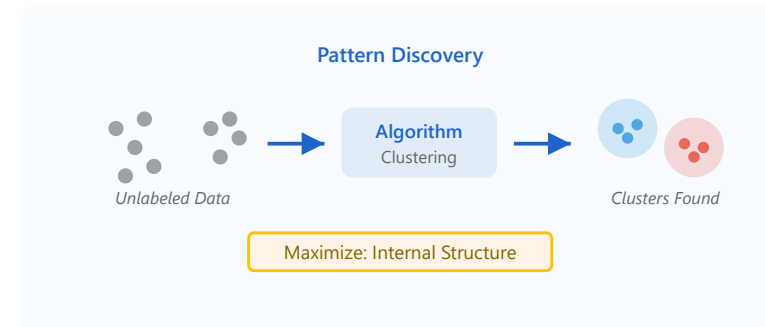 Pattern Discovery
Algorithm
Clustering
Unlabeled Data
Clusters Found
Maximize: Internal Structure